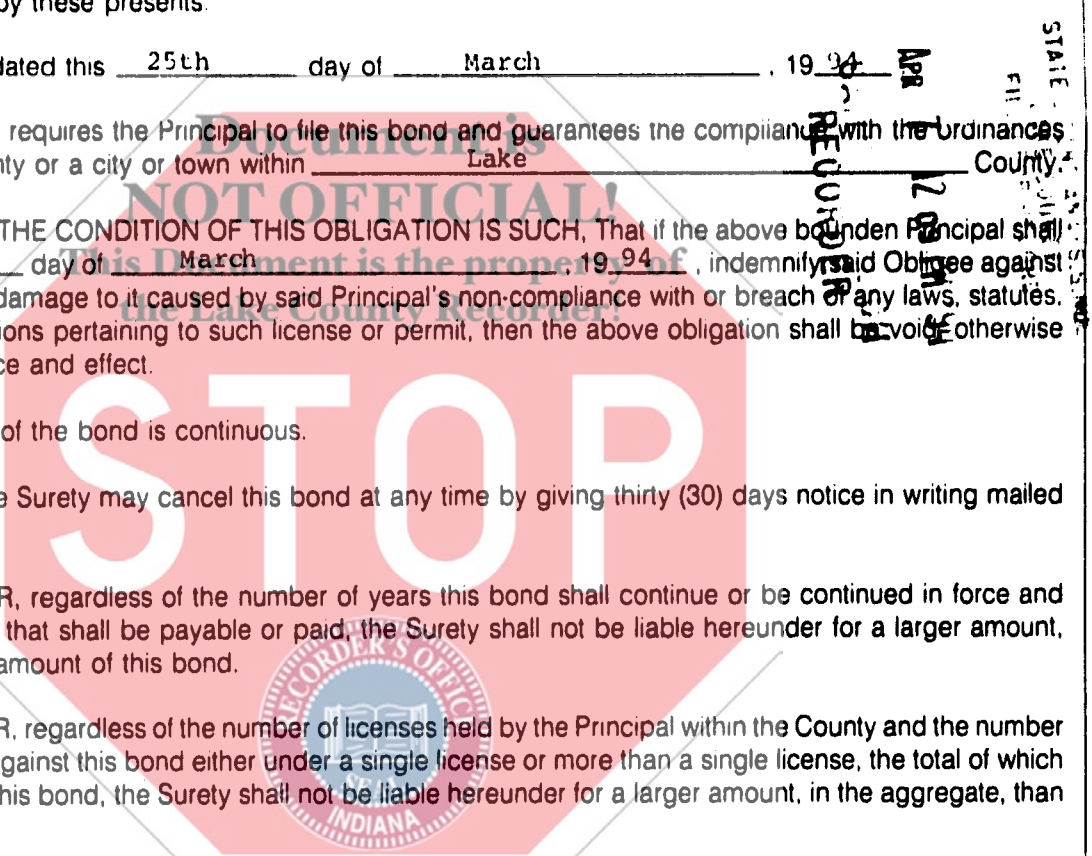 by these presents.
dated this 25th day of March , 19 94
requires the Principal to file this bond and guarantees the compliance with the ordinances
nty or a city or town within Lake County.
THE CONDITION OF THIS OBLIGATION IS SUCH, That if the above bounden Principal shall
day of March , 19 94 , indemnify said Obligee against
damage to it caused by said Principal's non-compliance with or breach of any laws, statutes,
ions pertaining to such license or permit, then the above obligation shall be void, otherwise
ce and effect.
of the bond is continuous.
e Surety may cancel this bond at any time by giving thirty (30) days notice in writing mailed
R, regardless of the number of years this bond shall continue or be continued in force and
that shall be payable or paid, the Surety shall not be liable hereunder for a larger amount,
amount of this bond.
R, regardless of the number of licenses held by the Principal within the County and the number
gainst this bond either under a single license or more than a single license, the total of which
his bond, the Surety shall not be liable hereunder for a larger amount, in the aggregate, than
Document is
NOT OFFICIAL!
This Document is the property of
the Lake County Recorder!
STOP
RECORDER'S OFFICE
SEAL
INDIANA
APR
RECORDER
STATE